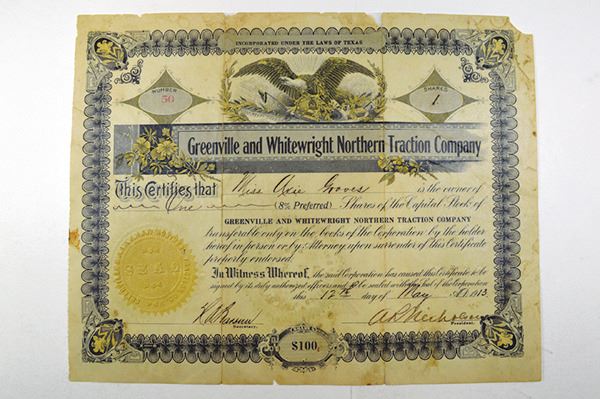 INCORPORATED UNDER THE LAWS OF TEXAS
NUMBER
50
SHARES
1
Greenville and Whitewright Northern Traction Company
This Certifies that Miss Oxie Groves is the owner of
One (8% Preferred) Shares of the Capital Stock of
GREENVILLE AND WHITEWRIGHT NORTHERN TRACTION COMPANY
transferable only on the books of the Corporation by the holder
hereof in person or by Attorney upon surrender of this Certificate
properly endorsed.
In Witness Whereof, the said Corporation has caused this Certificate to be
signed by its duly authorized officers and to be sealed with the Seal of the Corporation
this 12th day of May A.D. 1913
Secretary.
President.
$100